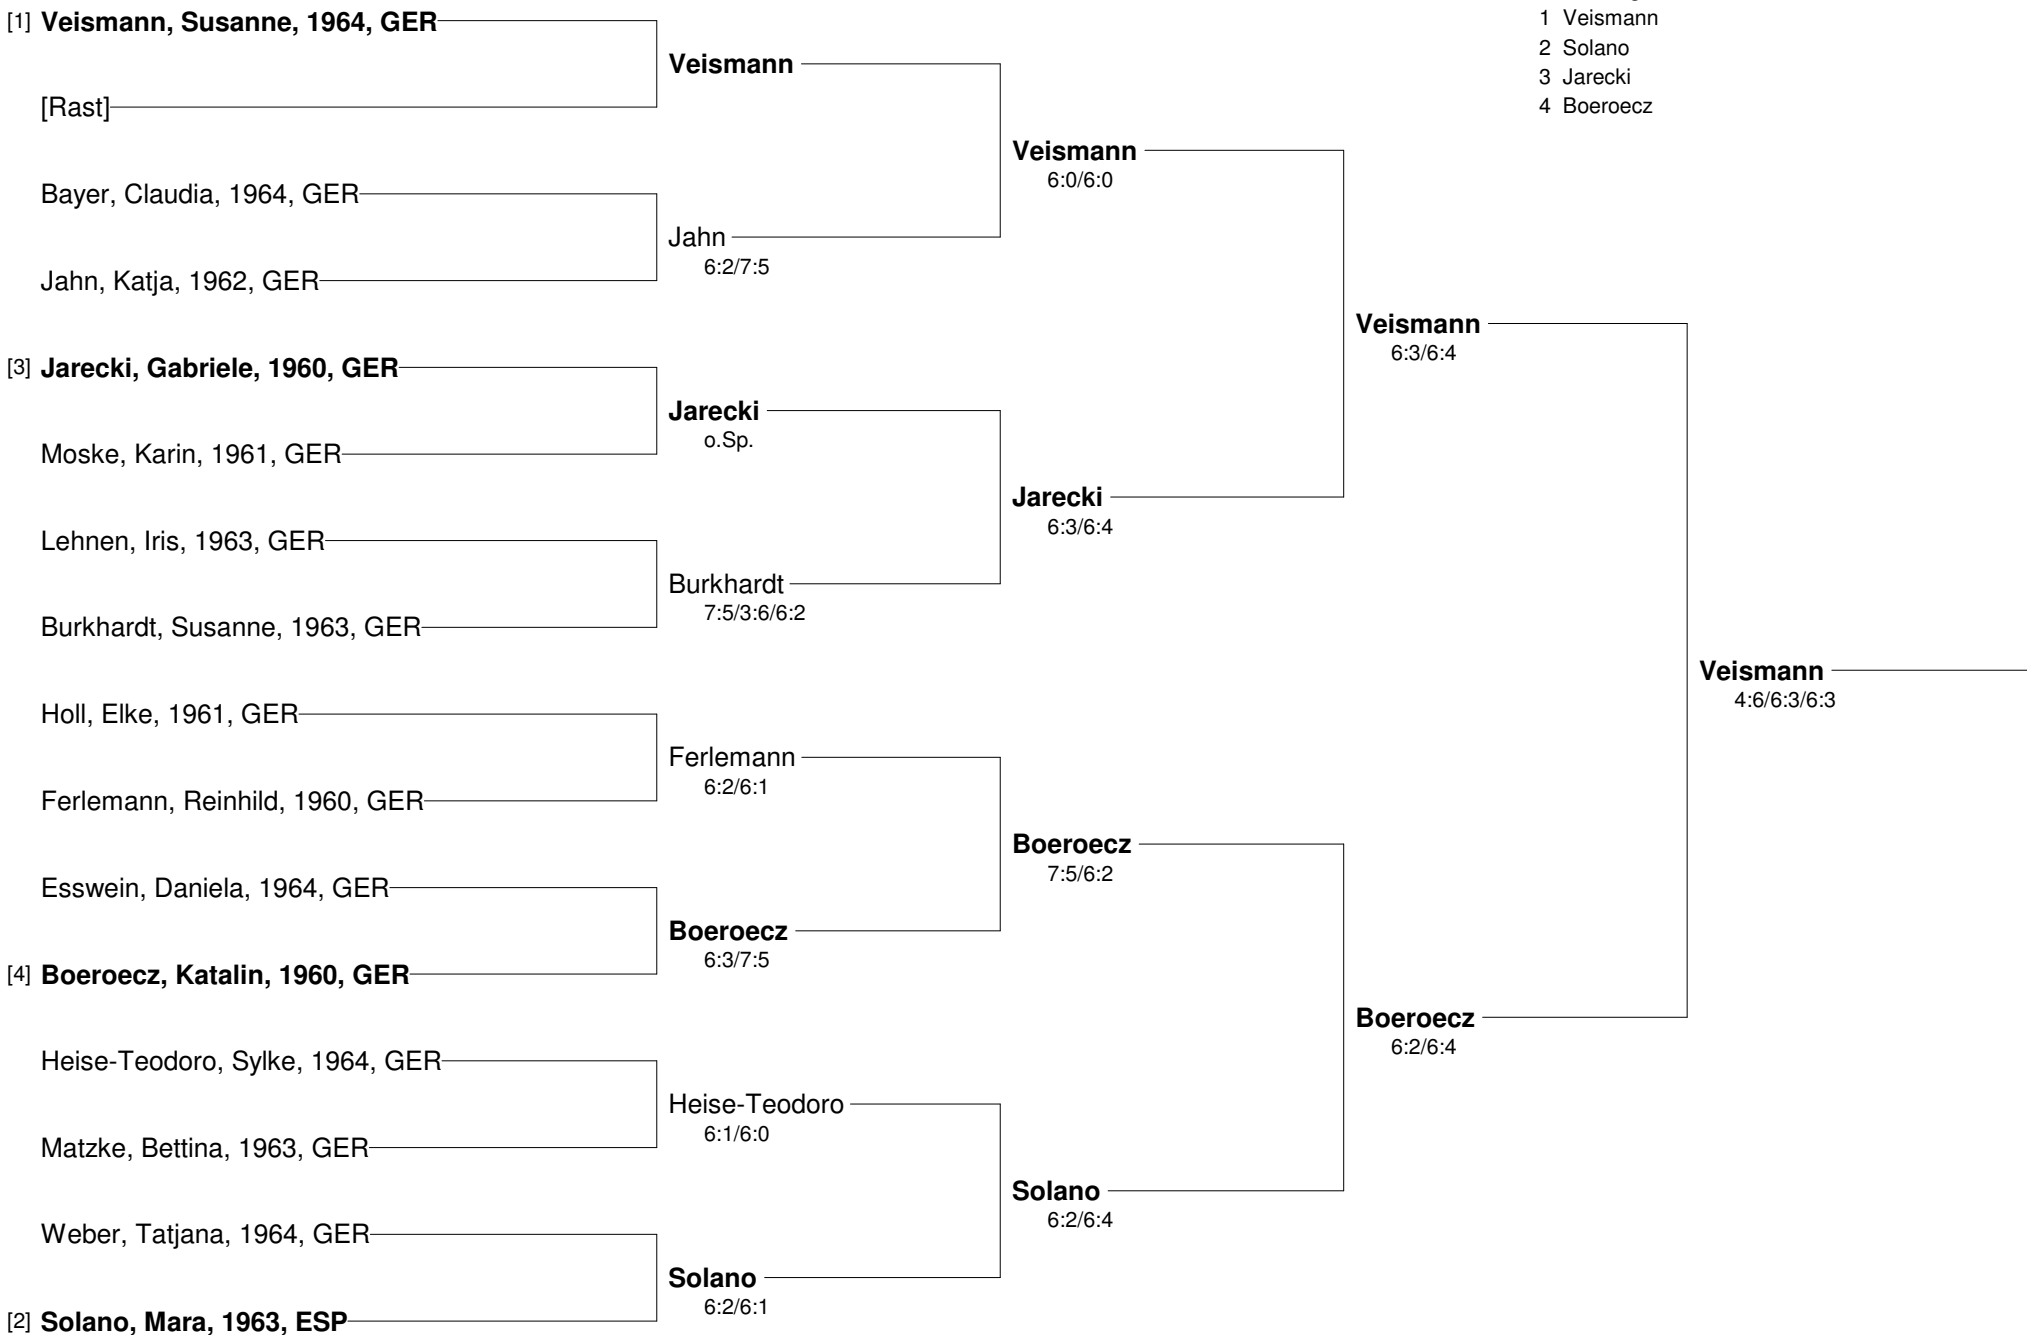 [1] Veismann, Susanne, 1964, GER
[Rast]
Bayer, Claudia, 1964, GER
Jahn, Katja, 1962, GER
[3] Jarecki, Gabriele, 1960, GER
Moske, Karin, 1961, GER
Lehnen, Iris, 1963, GER
Burkhardt, Susanne, 1963, GER
Holl, Elke, 1961, GER
Ferlemann, Reinhild, 1960, GER
Esswein, Daniela, 1964, GER
[4] Boeroecz, Katalin, 1960, GER
Heise-Teodoro, Sylke, 1964, GER
Matzke, Bettina, 1963, GER
Weber, Tatjana, 1964, GER
[2] Solano, Mara, 1963, ESP
Veismann
Jahn
6:2/7:5
Jarecki
o.Sp.
Burkhardt
7:5/3:6/6:2
Ferlemann
6:2/6:1
Boeroecz
6:3/7:5
Heise-Teodoro
6:1/6:0
Solano
6:2/6:1
Veismann
6:0/6:0
Jarecki
6:3/6:4
Boeroecz
7:5/6:2
Solano
6:2/6:4
Veismann
6:3/6:4
Boeroecz
6:2/6:4
Veismann
4:6/6:3/6:3
1 Veismann
2 Solano
3 Jarecki
4 Boeroecz